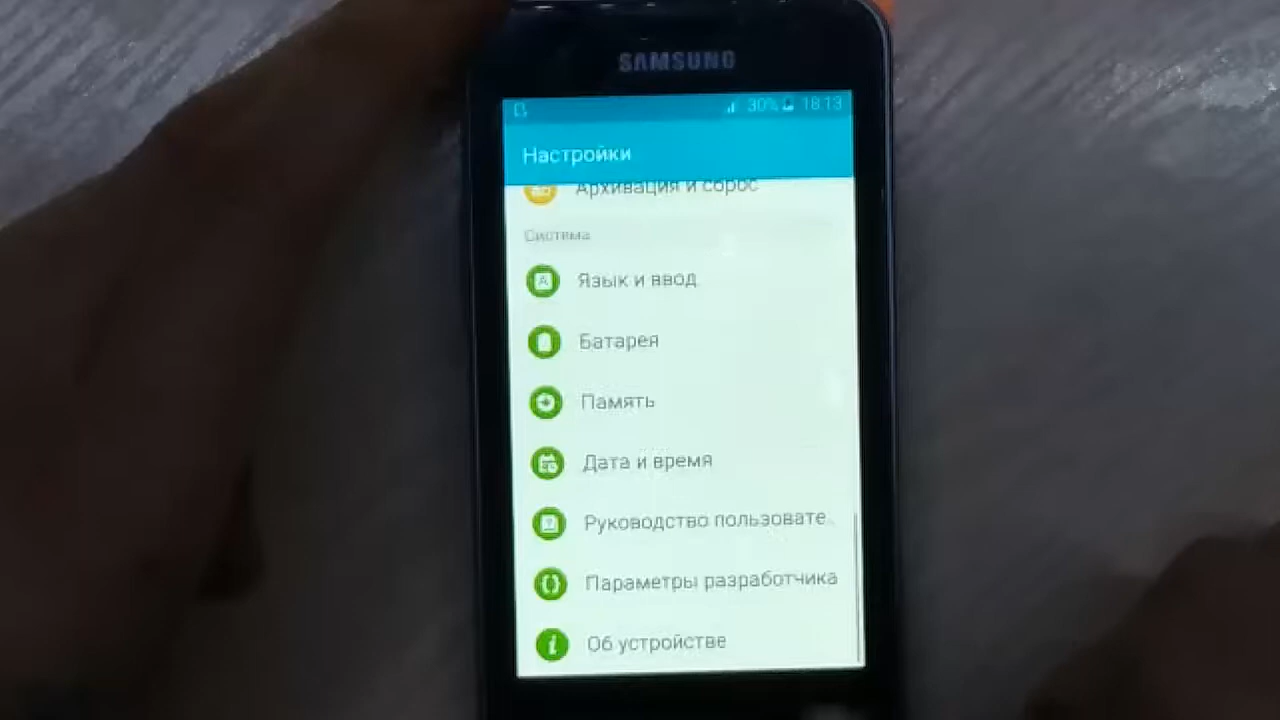 SAMSUNG
30% 18:13
Настройки
Архивация и сброс
Система
Язык и ввод
Батарея
Память
Дата и время
Руководство пользовате..
Параметры разработчика
Об устройстве